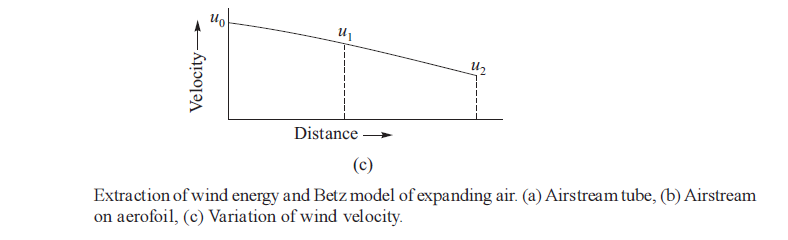 u0
u1
u2
Velocity
Distance
(c)
Extraction of wind energy and Betz model of expanding air. (a) Airstream tube, (b) Airstream
on aerofoil, (c) Variation of wind velocity.